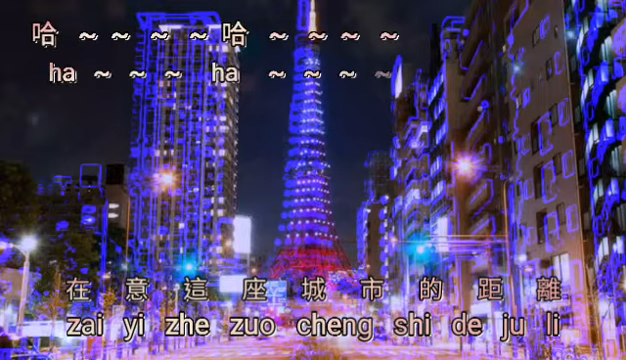 哈 ~ ~ ~ ~ 哈 ~ ~ ~ ~
ha ~ ~ ~ ha ~ ~ ~ ~
在 意 這 座 城 市 的 距 離
zai yi zhe zuo cheng shi de ju li